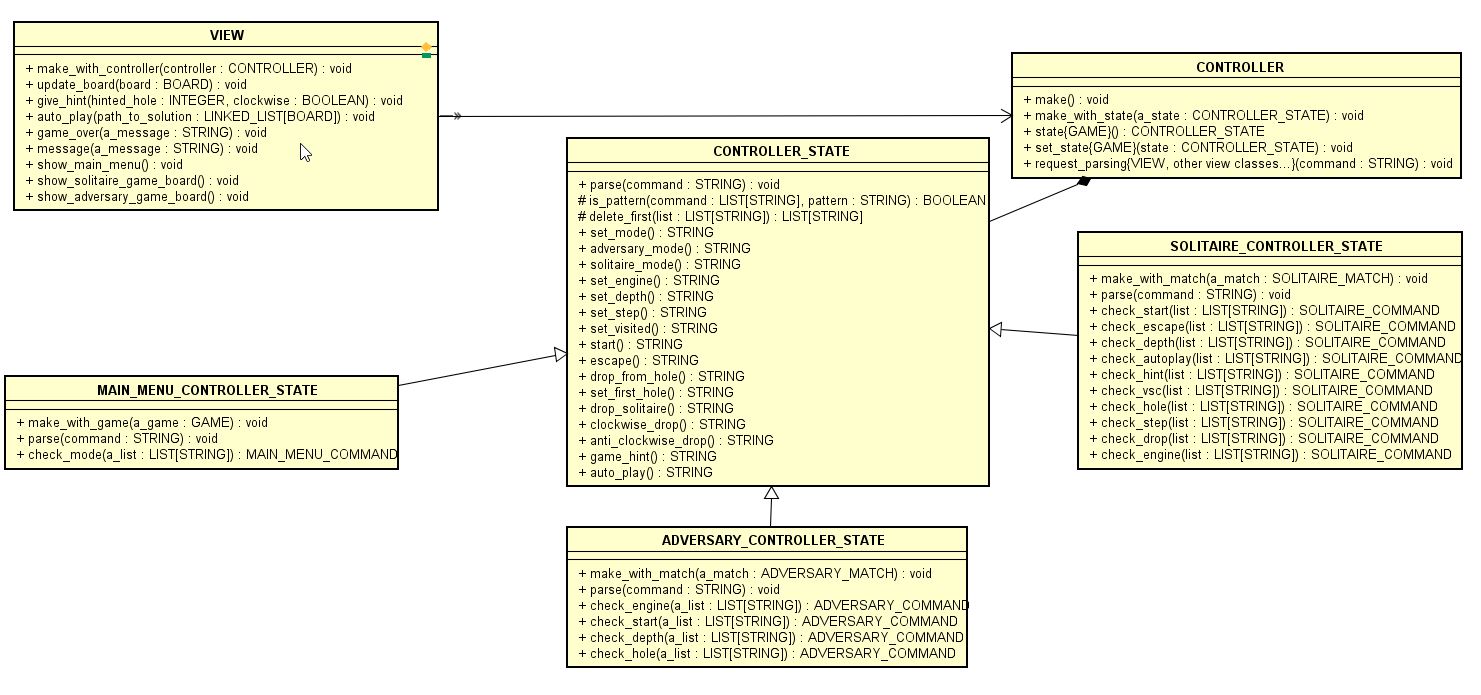 VIEW
+ make_with_controller(controller : CONTROLLER) : void
+ update_board(board : BOARD) : void
+ give_hint(hinted_hole : INTEGER, clockwise : BOOLEAN) : void
+ auto_play(path_to_solution : LINKED_LIST[BOARD]) : void
+ game_over(a_message : STRING) : void
+ message(a_message : STRING) : void
+ show_main_menu() : void
+ show_solitaire_game_board() : void
+ show_adversary_game_board() : void
CONTROLLER
+ make() : void
+ make_with_state(a_state : CONTROLLER_STATE) : void
+ state{GAME}() : CONTROLLER_STATE
+ set_state{GAME}(state : CONTROLLER_STATE) : void
+ request_parsing{VIEW, other view classes...}(command : STRING) : void
CONTROLLER_STATE
+ parse(command : STRING) : void
# is_pattern(command : LIST[STRING], pattern : STRING) : BOOLEAN
# delete_first(list : LIST[STRING]) : LIST[STRING]
+ set_mode() : STRING
+ adversary_mode() : STRING
+ solitaire_mode() : STRING
+ set_engine() : STRING
+ set_depth() : STRING
+ set_step() : STRING
+ set_visited() : STRING
+ start() : STRING
+ escape() : STRING
+ drop_from_hole() : STRING
+ set_first_hole() : STRING
+ drop_solitaire() : STRING
+ clockwise_drop() : STRING
+ anti_clockwise_drop() : STRING
+ game_hint() : STRING
+ auto_play() : STRING
SOLITAIRE_CONTROLLER_STATE
+ make_with_match(a_match : SOLITAIRE_MATCH) : void
+ parse(command : STRING) : void
+ check_start(list : LIST[STRING]) : SOLITAIRE_COMMAND
+ check_escape(list : LIST[STRING]) : SOLITAIRE_COMMAND
+ check_depth(list : LIST[STRING]) : SOLITAIRE_COMMAND
+ check_autoplay(list : LIST[STRING]) : SOLITAIRE_COMMAND
+ check_hint(list : LIST[STRING]) : SOLITAIRE_COMMAND
+ check_vsc(list : LIST[STRING]) : SOLITAIRE_COMMAND
+ check_hole(list : LIST[STRING]) : SOLITAIRE_COMMAND
+ check_step(list : LIST[STRING]) : SOLITAIRE_COMMAND
+ check_drop(list : LIST[STRING]) : SOLITAIRE_COMMAND
+ check_engine(list : LIST[STRING]) : SOLITAIRE_COMMAND
MAIN_MENU_CONTROLLER_STATE
+ make_with_game(a_game : GAME) : void
+ parse(command : STRING) : void
+ check_mode(a_list : LIST[STRING]) : MAIN_MENU_COMMAND
ADVERSARY_CONTROLLER_STATE
+ make_with_match(a_match : ADVERSARY_MATCH) : void
+ parse(command : STRING) : void
+ check_engine(a_list : LIST[STRING]) : ADVERSARY_COMMAND
+ check_start(a_list : LIST[STRING]) : ADVERSARY_COMMAND
+ check_depth(a_list : LIST[STRING]) : ADVERSARY_COMMAND
+ check_hole(a_list : LIST[STRING]) : ADVERSARY_COMMAND